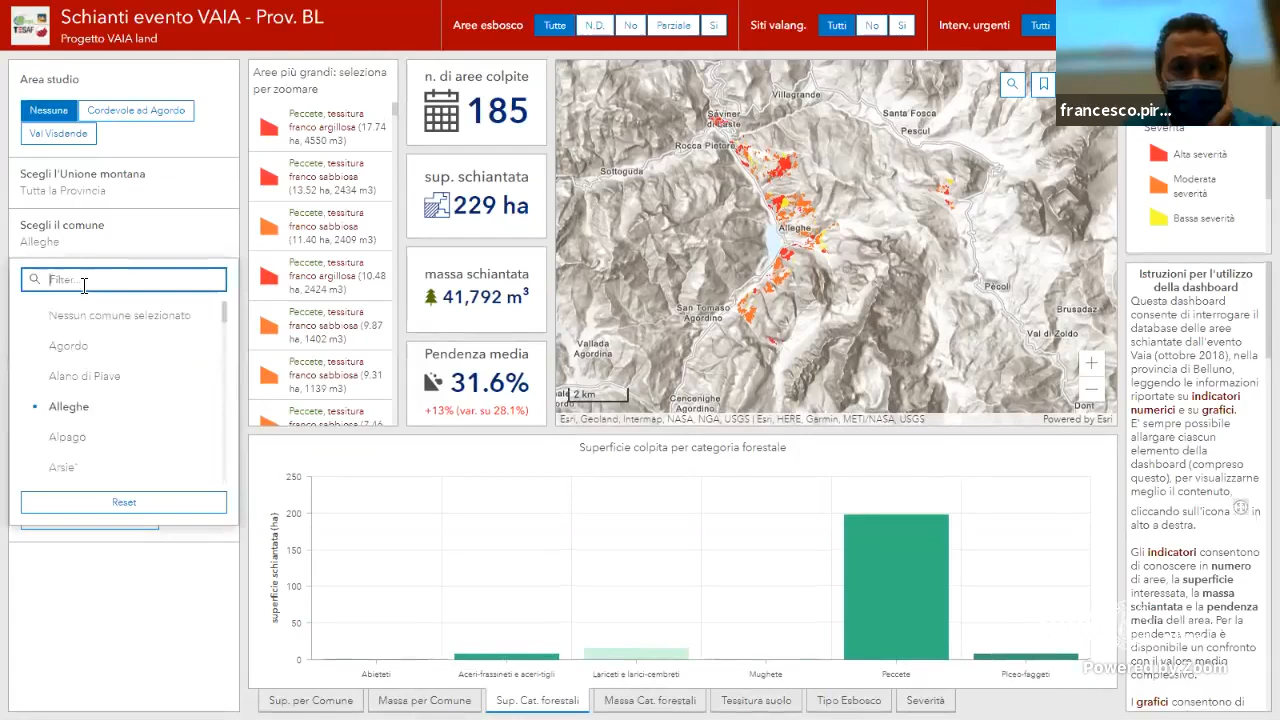 TESAF
Schianti evento VAIA - Prov. BL
Progetto VAIA land
Aree esbosco
Tutte
N.D.
No
Parziale
Si
Siti valang.
Tutti
No
Si
Interv. urgenti
Tutti
francesco.pir...
Area studio
Nessuna
Cordevole ad Agordo
Val Visdende
Scegli l'Unione montana
Tutta la Provincia
Scegli il comune
Alleghe
Filter...
Nessun comune selezionato
Agordo
Alano di Piave
Alleghe
Alpago
Arsie'
Reset
Aree più grandi: seleziona
per zoomare
Peccete, tessitura
franco argillosa (17.74
ha, 4550 m3)
Peccete, tessitura
franco sabbiosa
(13.52 ha, 2434 m3)
Peccete, tessitura
franco sabbiosa
(11.40 ha, 2409 m3)
Peccete, tessitura
franco argillosa (10.48
ha, 2424 m3)
Peccete, tessitura
franco sabbiosa (9.87
ha, 1402 m3)
Peccete, tessitura
franco sabbiosa (9.31
ha, 1139 m3)
Peccete, tessitura
franco sabbiosa
n. di aree colpite
185
sup. schiantata
229 ha
massa schiantata
41,792 m³
Pendenza media
31.6%
+13% (var. su 28.1%)
Villagrande
Saviner
di Laste
Rocca Pietore
Santa Fosca
Pescul
Sottoguda
Alleghe
Pecol
San Tomaso
Agordino
Brusadaz
Val di Zoldo
Vallada
Agordina
Cencenighe
Agordino
Dont
2 km
Esri, Geoland, Intermap, NASA, NGA, USGS | Esri, HERE, Garmin, METI/NASA, USGS
Powered by Esri
Severità
Alta severità
Moderata
severità
Bassa severità
Istruzioni per l'utilizzo
della dashboard
Questa dashboard
consente di interrogare il
database delle aree
schiantate dall'evento
Vaia (ottobre 2018), nella
provincia di Belluno,
leggendo le informazioni
riportate su indicatori
numerici e su grafici.
E' sempre possibile
allargare ciascun
elemento della
dashboard (compreso
questo), per visualizzarne
meglio il contenuto,
cliccando sull'icona in
alto a destra.
Gli indicatori consentono
di conoscere in numero
di aree, la superficie
interessata, la massa
schiantata e la pendenza
media dell area. Per la
pendenza media è
disponibile un confronto
con il valore medio
complessivo.
I grafici consentono di
Powered by Zoom
Superficie colpita per categoria forestale
superficie schiantata (ha)
250
200
150
100
50
0
Abieteti
Aceri-frassineti e aceri-tigli
Lariceti e larici-cembreti
Mughete
Peccete
Piceo-faggeti
Sup. per Comune
Massa per Comune
Sup. Cat. forestali
Massa Cat. forestali
Tessitura suolo
Tipo Esbosco
Severità